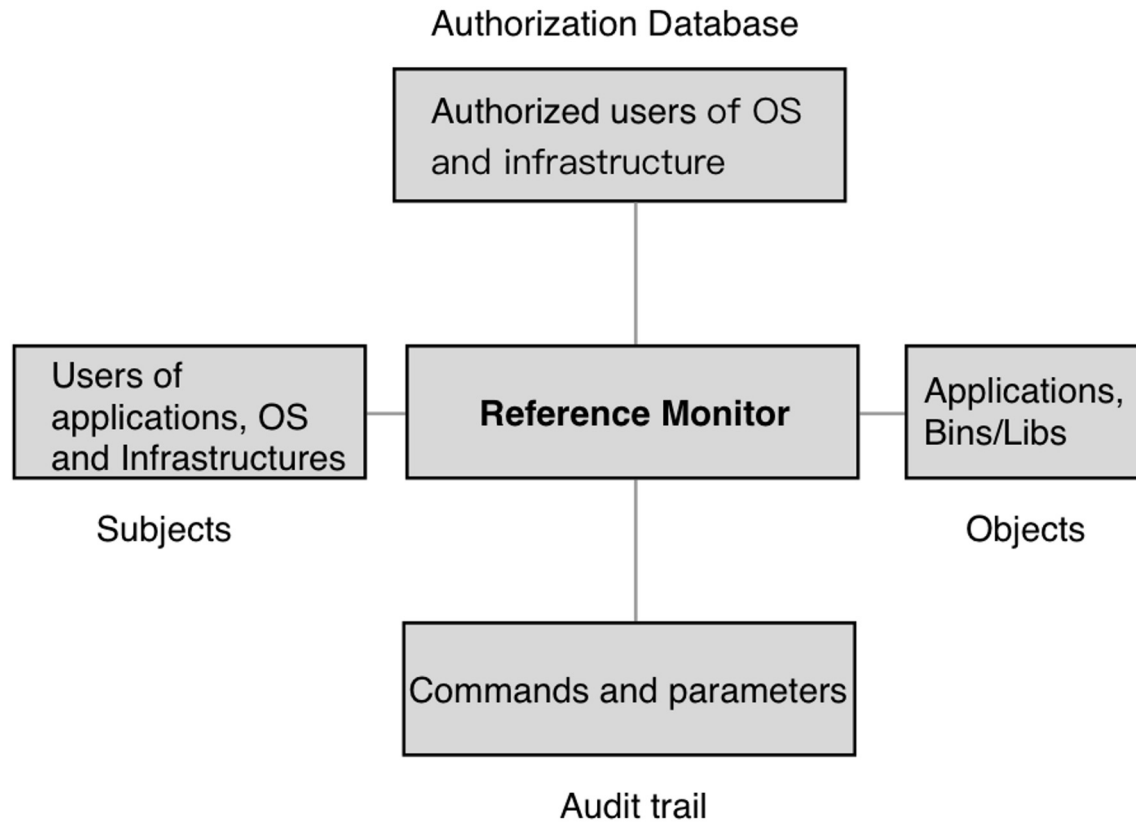 Authorization Database
Authorized users of OS
and infrastructure
Users of
applications, OS
and Infrastructures
Reference Monitor
Applications,
Bins/Libs
Subjects
Objects
Commands and parameters
Audit trail